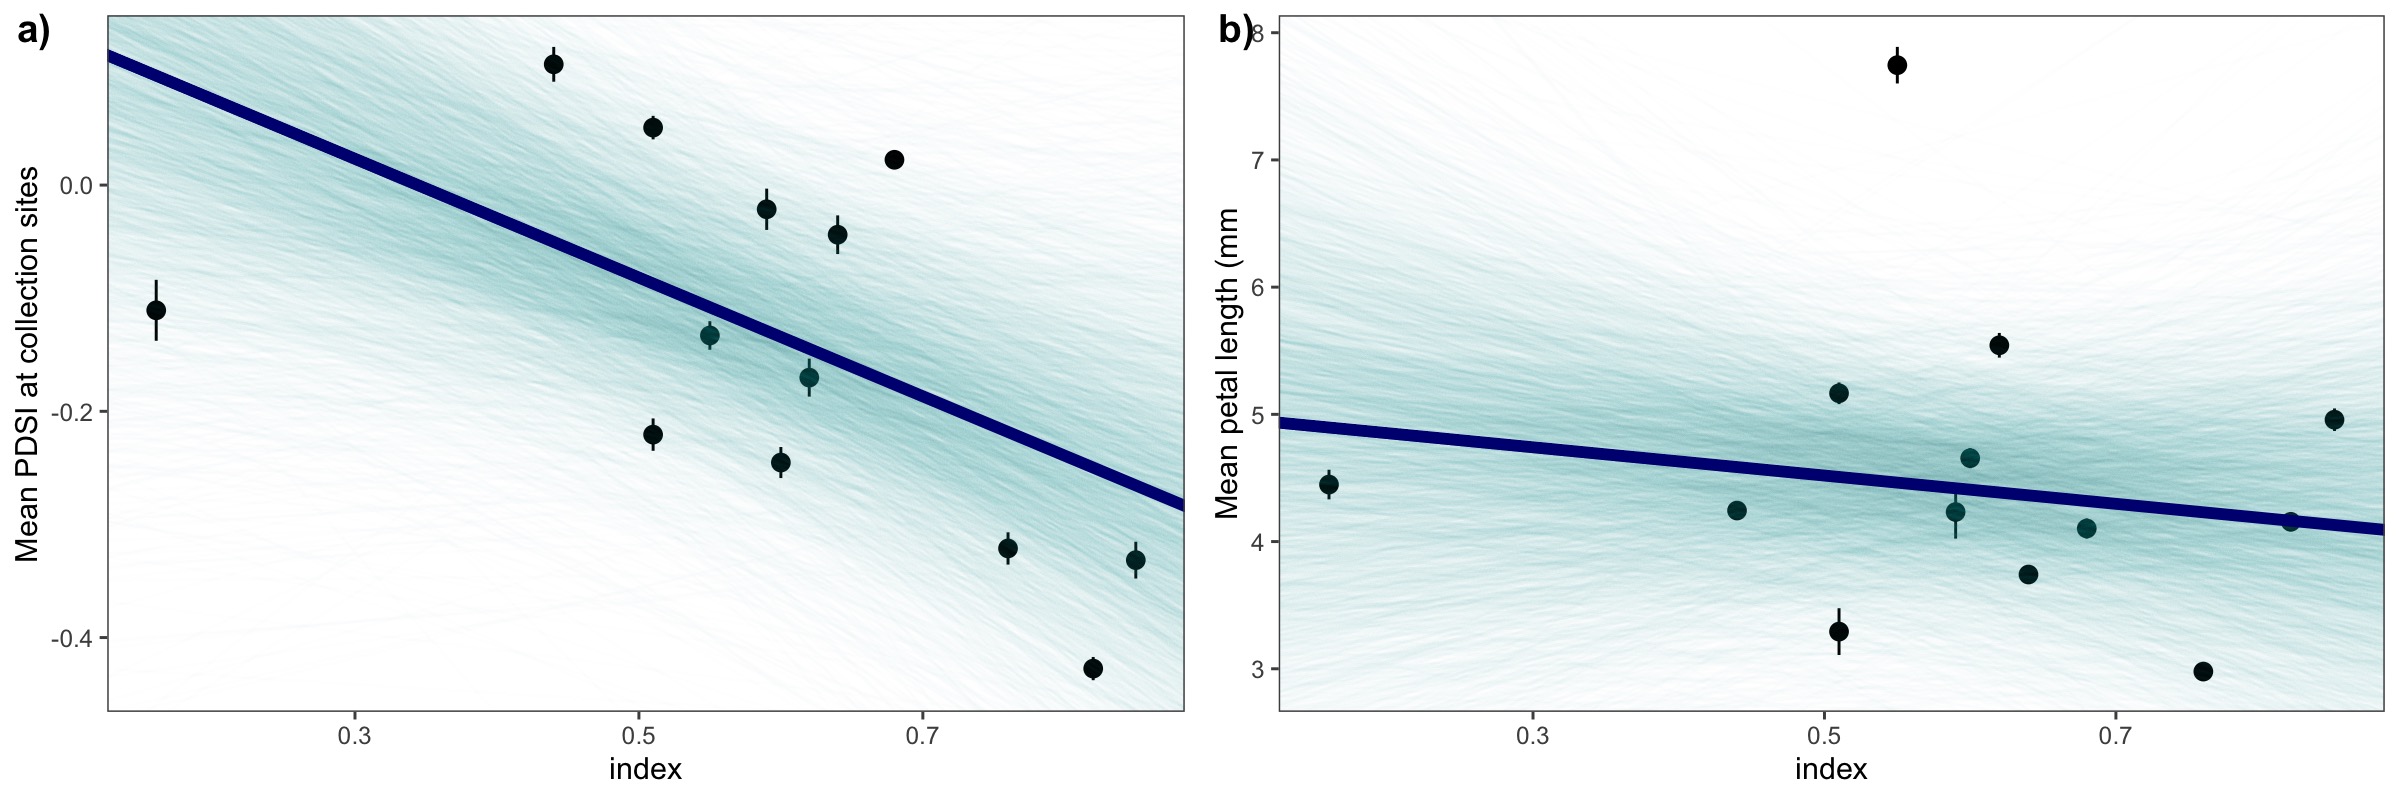 a)
Mean PDSI at collection sites
0.0
-0.2
-0.4
0.3 0.5 0.7
index
b)
Mean petal length (mm
8
7
6
5
4
3
0.3 0.5 0.7
index